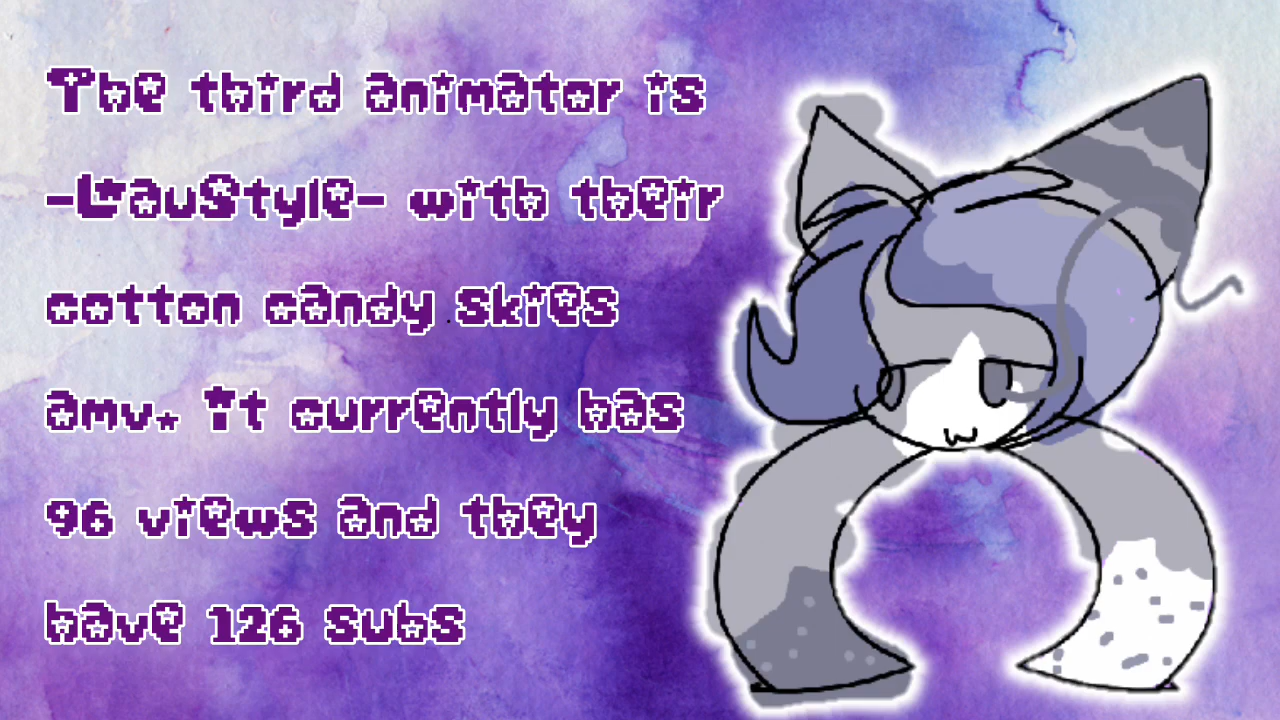 The third animator is
-LauStyle- with their
cotton candy skies
amv. It currently has
96 views and they
have 126 subs